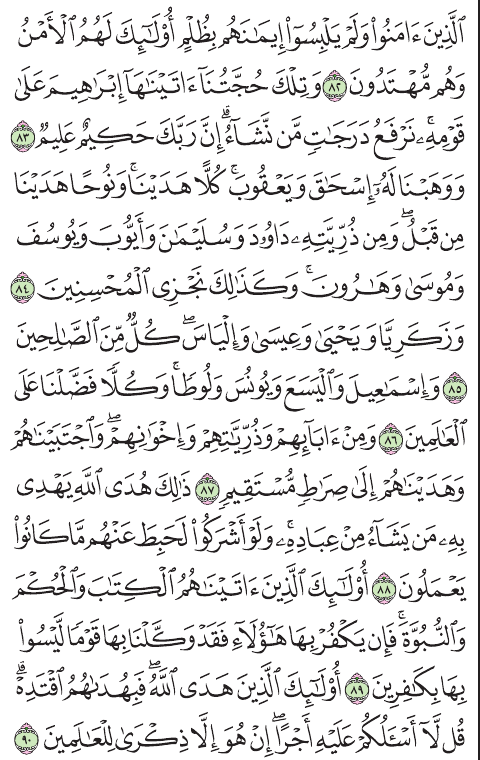 ٱلَّذِينَ ءَامَنُوا۟ وَلَمْ يَلْبِسُوٓا۟ إِيمَـٰنَهُم بِظُلْمٍ أُو۟لَـٰٓئِكَ لَهُمُ ٱلْأَمْنُ
وَهُم مُّهْتَدُونَ ٨٢ وَتِلْكَ حُجَّتُنَآ ءَاتَيْنَـٰهَآ إِبْرَٰهِيمَ عَلَىٰ
قَوْمِهِۦ ۚ نَرْفَعُ دَرَجَـٰتٍ مَّن نَّشَآءُ ۗ إِنَّ رَبَّكَ حَكِيمٌ عَلِيمٌ ٨٣
وَوَهَبْنَا لَهُۥٓ إِسْحَـٰقَ وَيَعْقُوبَ ۚ كُلًّا هَدَيْنَا ۚ وَنُوحًا هَدَيْنَا
مِن قَبْلُ ۖ وَمِن ذُرِّيَّتِهِۦ دَاوُۥدَ وَسُلَيْمَـٰنَ وَأَيُّوبَ وَيُوسُفَ
وَمُوسَىٰ وَهَـٰرُونَ ۚ وَكَذَٰلِكَ نَجْزِى ٱلْمُحْسِنِينَ ٨٤
وَزَكَرِيَّا وَيَحْيَىٰ وَعِيسَىٰ وَإِلْيَاسَ ۖ كُلٌّ مِّنَ ٱلصَّـٰلِحِينَ
٨٥ وَإِسْمَـٰعِيلَ وَٱلْيَسَعَ وَيُونُسَ وَلُوطًا ۚ وَكُلًّا فَضَّلْنَا عَلَى
ٱلْعَـٰلَمِينَ ٨٦ وَمِنْ ءَابَآئِهِمْ وَذُرِّيَّـٰتِهِمْ وَإِخْوَٰنِهِمْ ۖ وَٱجْتَبَيْنَـٰهُمْ
وَهَدَيْنَـٰهُمْ إِلَىٰ صِرَٰطٍ مُّسْتَقِيمٍ ٨٧ ذَٰلِكَ هُدَى ٱللَّهِ يَهْدِى
بِهِۦ مَن يَشَآءُ مِنْ عِبَادِهِۦ ۚ وَلَوْ أَشْرَكُوا۟ لَحَبِطَ عَنْهُم مَّا كَانُوا۟
يَعْمَلُونَ ٨٨ أُو۟لَـٰٓئِكَ ٱلَّذِينَ ءَاتَيْنَـٰهُمُ ٱلْكِتَـٰبَ وَٱلْحُكْمَ
وَٱلنُّبُوَّةَ ۚ فَإِن يَكْفُرْ بِهَا هَـٰٓؤُلَآءِ فَقَدْ وَكَّلْنَا بِهَا قَوْمًا لَّيْسُوا۟
بِهَا بِكَـٰفِرِينَ ٨٩ أُو۟لَـٰٓئِكَ ٱلَّذِينَ هَدَى ٱللَّهُ ۖ فَبِهُدَىٰهُمُ ٱقْتَدِهْ ۗ
قُل لَّآ أَسْـَٔلُكُمْ عَلَيْهِ أَجْرًا ۖ إِنْ هُوَ إِلَّا ذِكْرَىٰ لِلْعَـٰلَمِينَ ٩٠